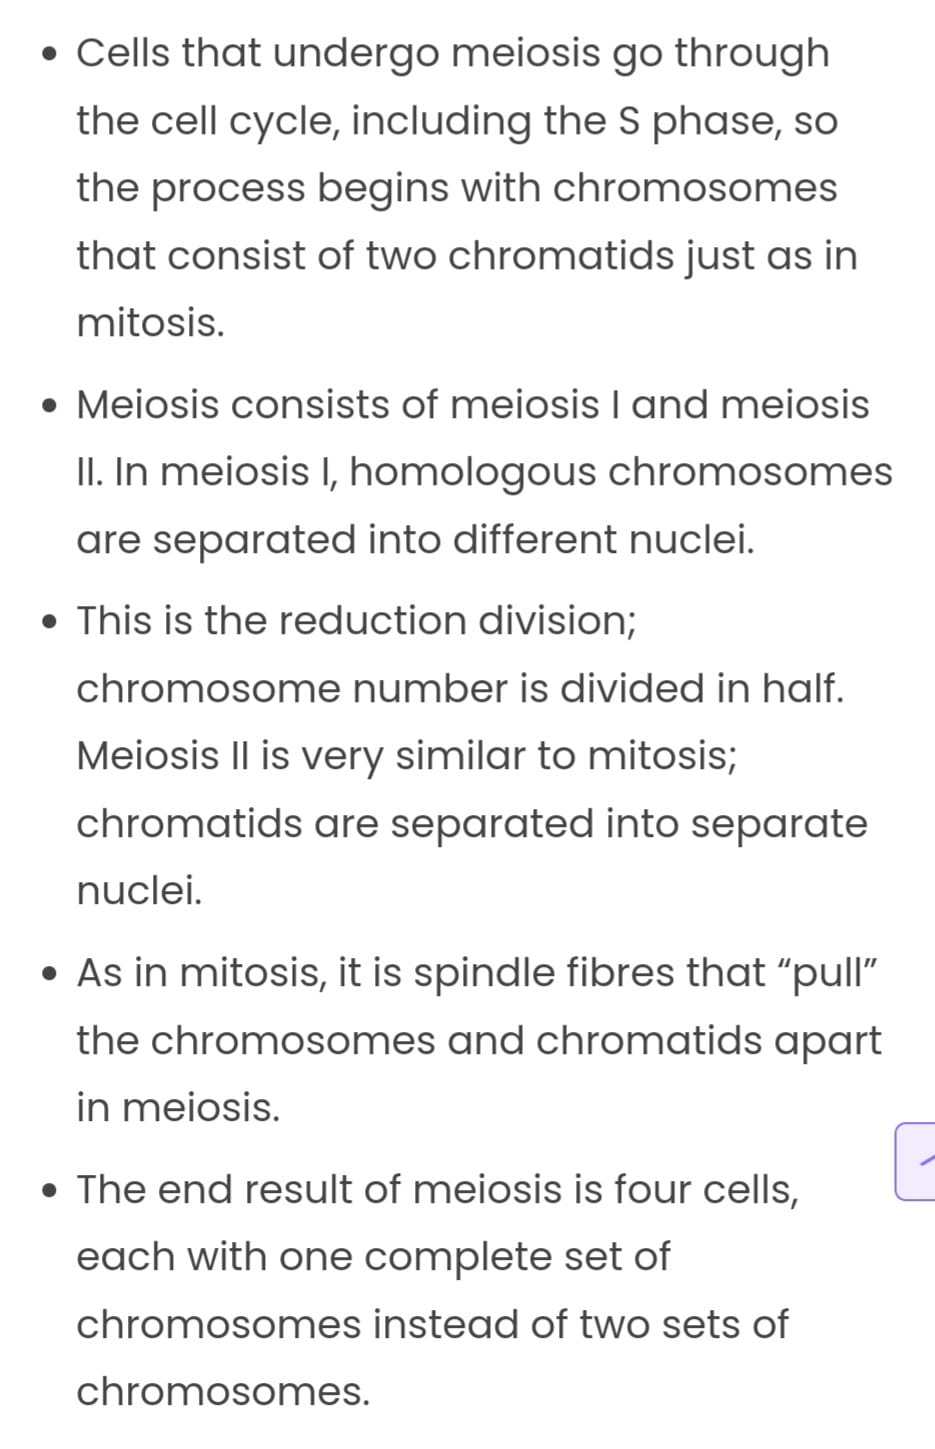 • Cells that undergo meiosis go through
the cell cycle, including the S phase, so
the process begins with chromosomes
that consist of two chromatids just as in
mitosis.
• Meiosis consists of meiosis I and meiosis
II. In meiosis I, homologous chromosomes
are separated into different nuclei.
• This is the reduction division;
chromosome number is divided in half.
Meiosis II is very similar to mitosis;
chromatids are separated into separate
nuclei.
• As in mitosis, it is spindle fibres that “pull”
the chromosomes and chromatids apart
in meiosis.
• The end result of meiosis is four cells,
each with one complete set of
chromosomes instead of two sets of
chromosomes.